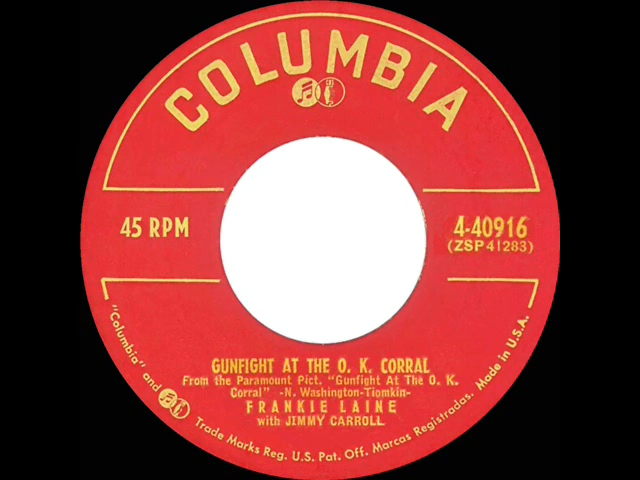 COLUMBIA
45 RPM
4-40916
(ZSP 41283)
GUNFIGHT AT THE O. K. CORRAL
From the Paramount Pict. "Gunfight At The O. K.
Corral" -N. Washington-Tiomkin-
FRANKIE LAINE
with JIMMY CARROLL
"Columbia" and Trade Marks Reg. U.S. Pat. Off. Marcas Registradas. Made in U.S.A.